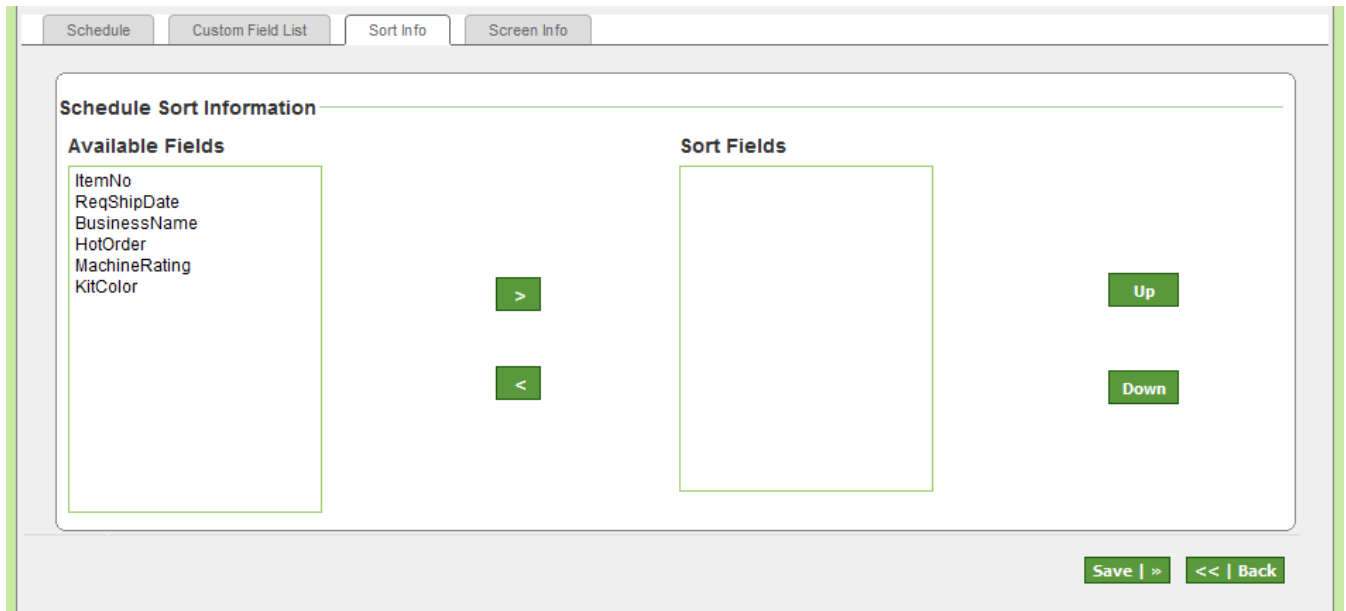 Schedule Custom Field List Sort Info Screen Info
Schedule Sort Information
Available Fields Sort Fields
ItemNo
ReqShipDate
BusinessName
HotOrder
MachineRating
KitColor
> Up
< Down
Save | » << | Back